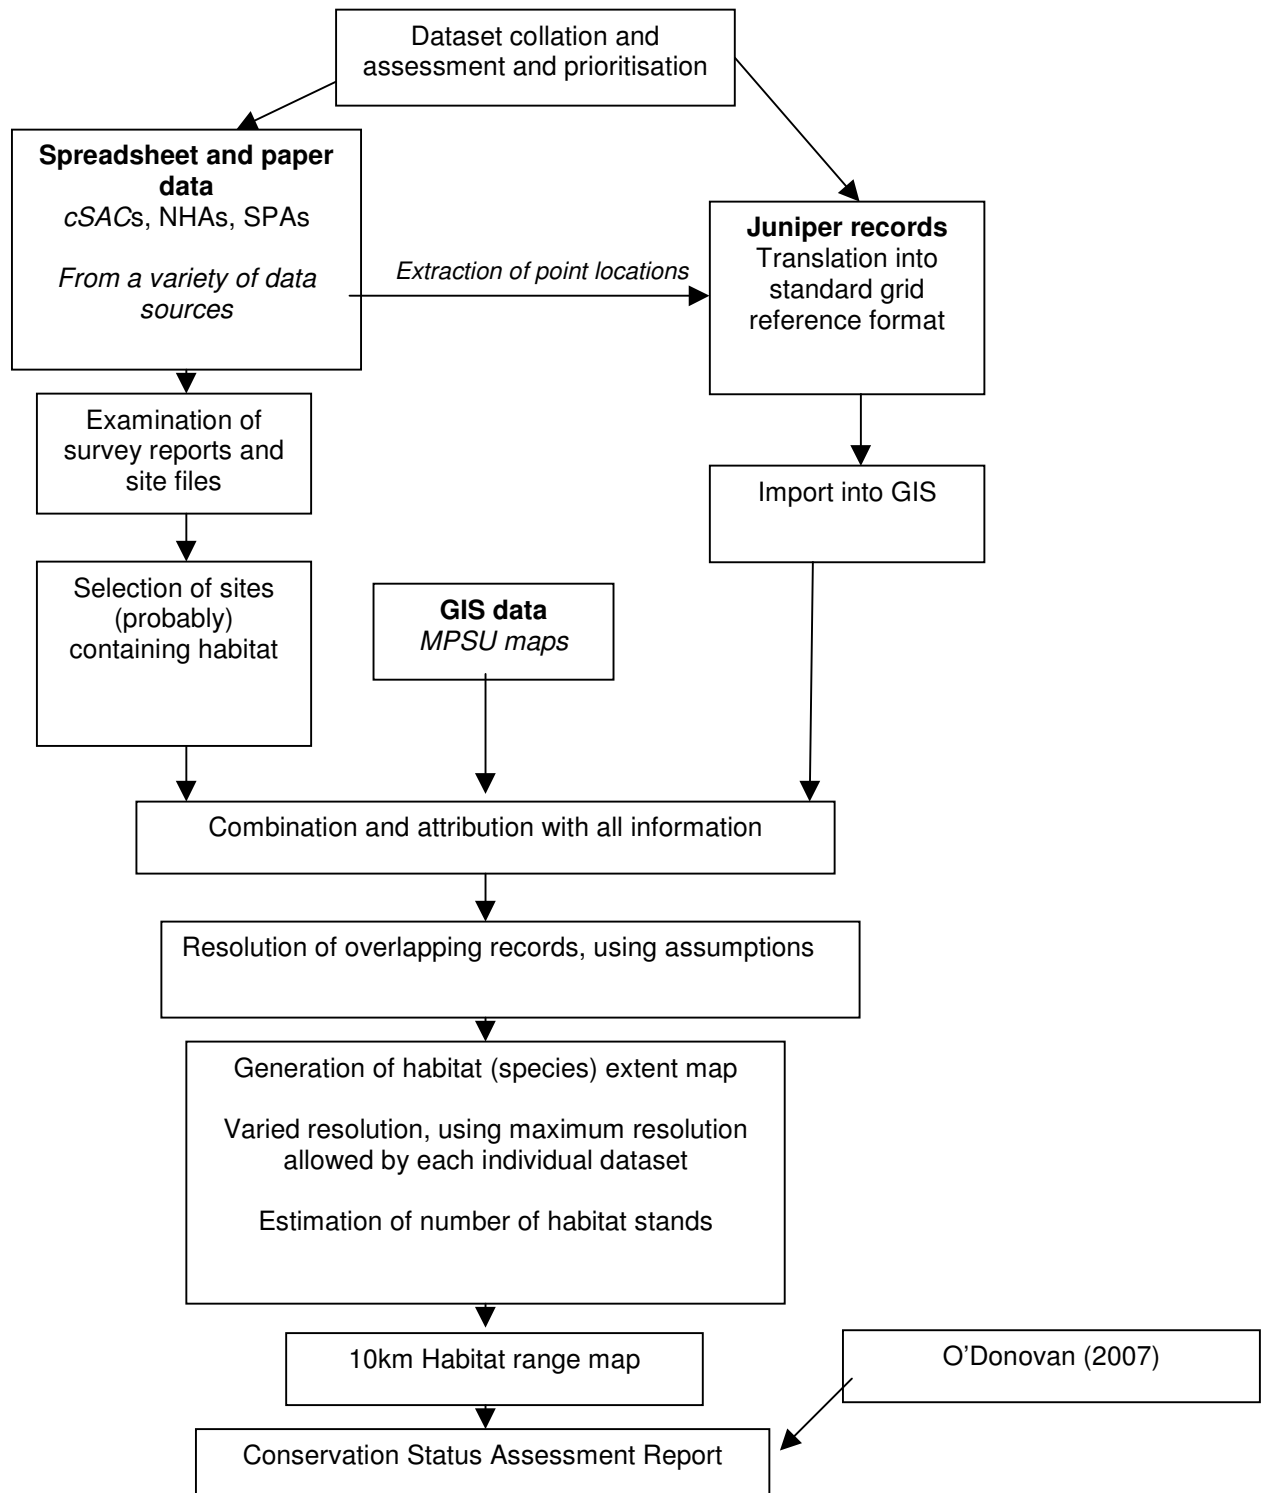 Dataset collation and
assessment and prioritisation
Spreadsheet and paper
data
cSACs, NHAs, SPAs
From a variety of data
sources
Extraction of point locations
Juniper records
Translation into
standard grid
reference format
Examination of
survey reports and
site files
Import into GIS
Selection of sites
(probably)
containing habitat
GIS data
MPSU maps
Combination and attribution with all information
Resolution of overlapping records, using assumptions
Generation of habitat (species) extent map
Varied resolution, using maximum resolution
allowed by each individual dataset
Estimation of number of habitat stands
10km Habitat range map
O'Donovan (2007)
Conservation Status Assessment Report